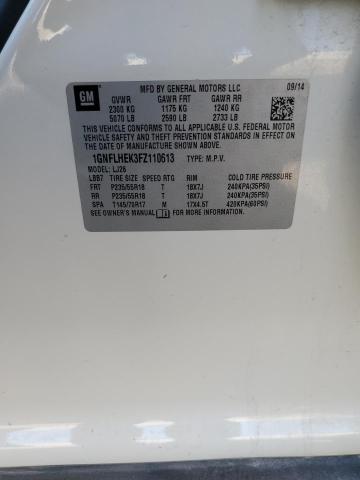 GM
MFD BY GENERAL MOTORS LLC
09/14
GVWR GAWR FRT GAWR RR
2300 KG 1175 KG 1240 KG
5070 LB 2590 LB 2733 LB
THIS VEHICLE CONFORMS TO ALL APPLICABLE U.S. FEDERAL MOTOR
VEHICLE SAFETY AND THEFT PREVENTION STANDARDS IN EFFECT
ON THE DATE OF MANUFACTURE SHOWN ABOVE.
1GNFLHEK3FZ110613 TYPE: M.P.V.
MODEL: LJ26
LBB7 TIRE SIZE SPEED RTG RIM COLD TIRE PRESSURE
FRT P235/55R18 T 18X7J 240KPA(35PSI)
RR P235/55R18 T 18X7J 240KPA(35PSI)
SPA T145/70R17 M 17X4.5T 420KPA(60PSI)
SEE OWNER'S MANUAL FOR MORE INFORMATION